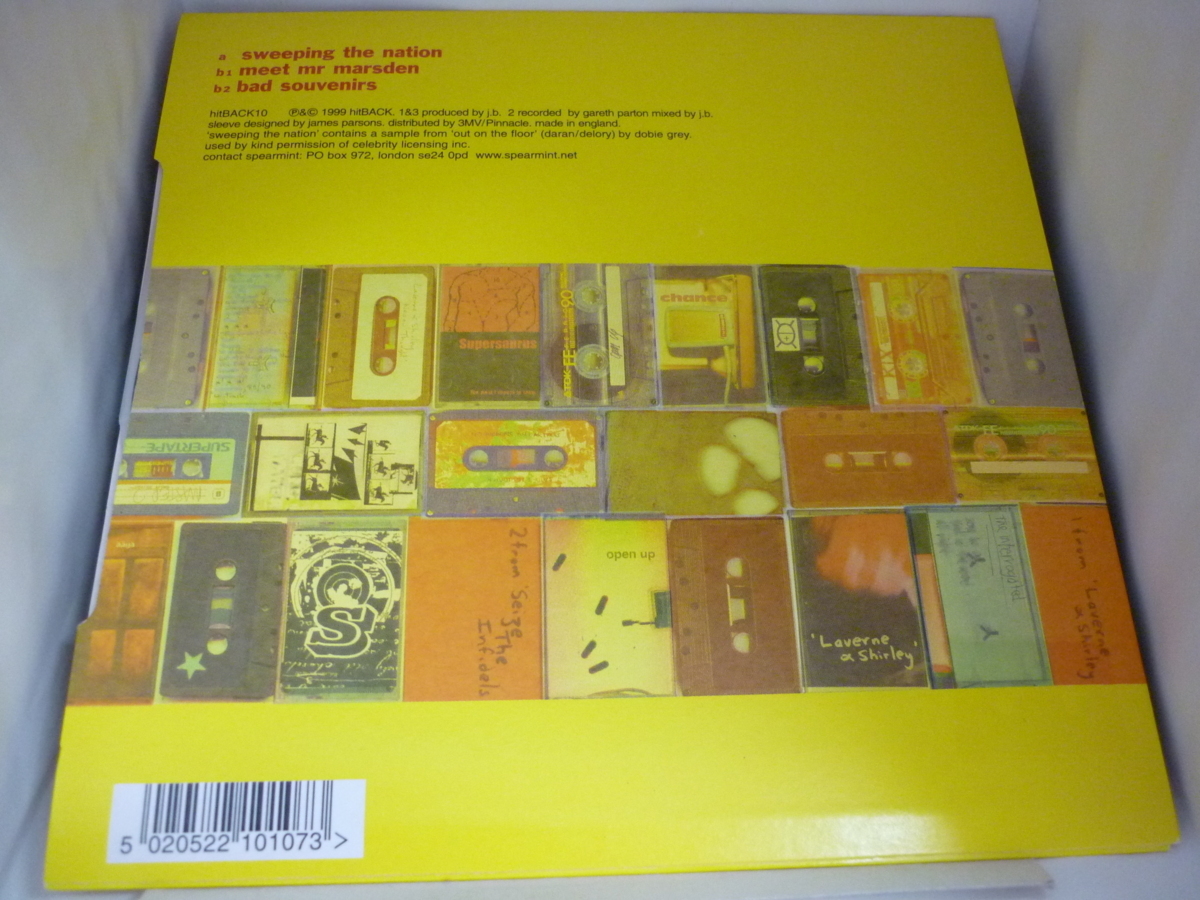 a sweeping the nation
b1 meet mr marsden
b2 bad souvenirs
hitBACK10 ℗&© 1999 hitBACK. 1&3 produced by j.b. 2 recorded by gareth parton mixed by j.b.
sleeve designed by james parsons. distributed by 3MV/Pinnacle. made in england.
'sweeping the nation' contains a sample from 'out on the floor' (daran/delory) by dobie grey.
used by kind permission of celebrity licensing inc.
contact spearmint: PO box 972, london se24 0pd www.spearmint.net
Supersaurus
TDK
90
chance
SUPERTAPE
B
S
2 from 'Seize
The
Infidels
open up
'Laverne
& Shirley'
1 from 'Laverne
& Shirley
5 020522 101073 >